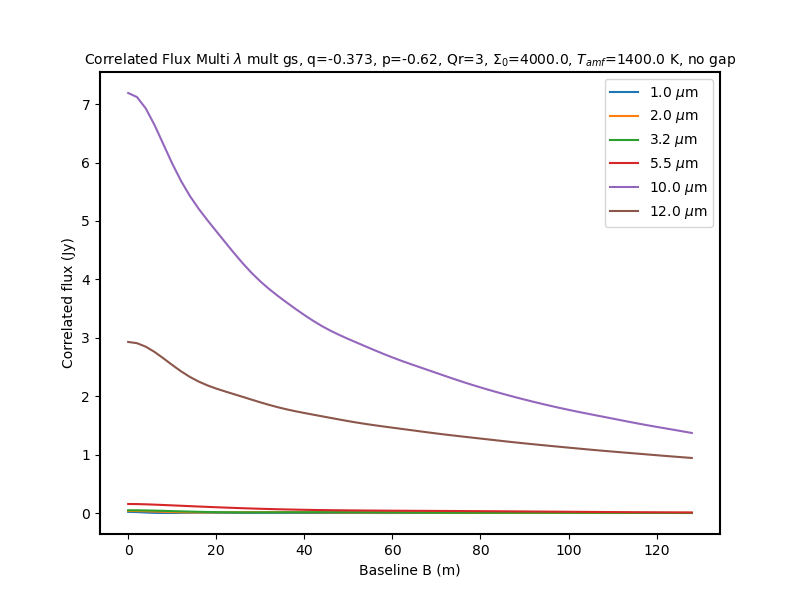 Correlated Flux Multi λ mult gs, q=-0.373, p=-0.62, Qr=3, Σ₀=4000.0, T_amf=1400.0 K, no gap
1.0 μm
2.0 μm
3.2 μm
5.5 μm
10.0 μm
12.0 μm
Correlated flux (Jy)
7
6
5
4
3
2
1
0
0 20 40 60 80 100 120
Baseline B (m)